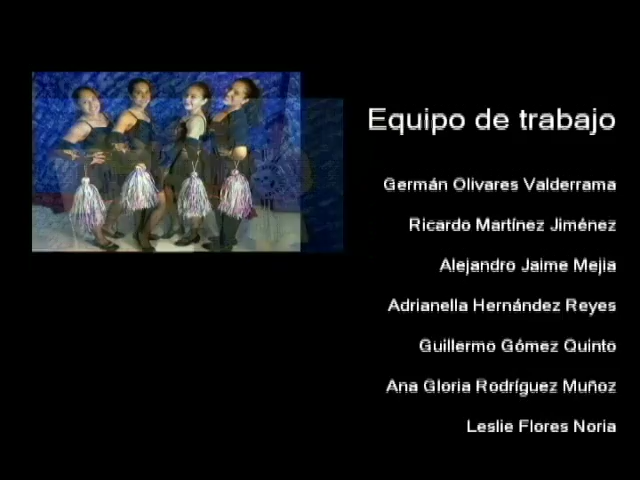 Equipo de trabajo
Germán Olivares Valderrama
Ricardo Martínez Jiménez
Alejandro Jaime Mejia
Adrianella Hernández Reyes
Guillermo Gómez Quinto
Ana Gloria Rodríguez Muñoz
Leslie Flores Noria